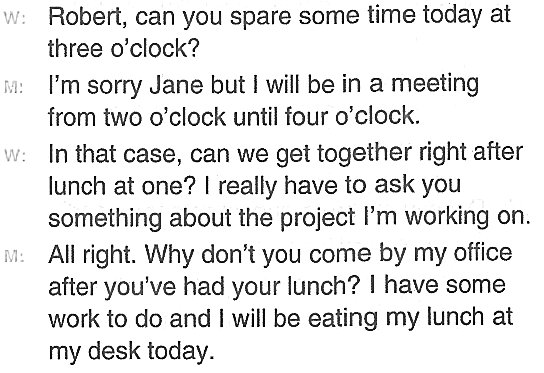 W: Robert, can you spare some time today at
three o'clock?
M: I'm sorry Jane but I will be in a meeting
from two o'clock until four o'clock.
W: In that case, can we get together right after
lunch at one? I really have to ask you
something about the project I'm working on.
M: All right. Why don't you come by my office
after you've had your lunch? I have some
work to do and I will be eating my lunch at
my desk today.